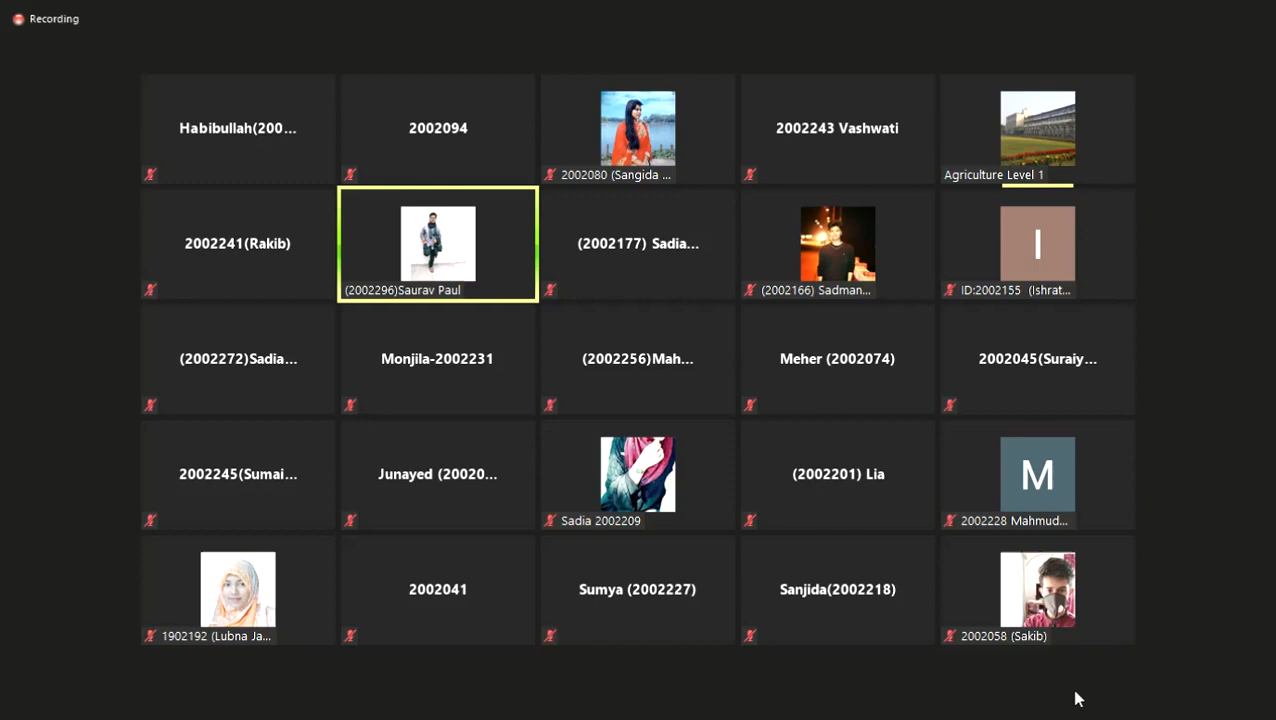 Recording
Habibullah(200...
2002094
2002080 (Sangida ...
2002243 Vashwati
Agriculture Level 1
2002241(Rakib)
(2002296)Saurav Paul
(2002177) Sadia...
(2002166) Sadman...
I
ID:2002155 (Ishrat...
(2002272)Sadia...
Monjila-2002231
(2002256)Mah...
Meher (2002074)
2002045(Suraiy...
2002245(Sumai...
Junayed (20020...
Sadia 2002209
(2002201) Lia
M
2002228 Mahmud...
1902192 (Lubna Ja...
2002041
Sumya (2002227)
Sanjida(2002218)
2002058 (Sakib)